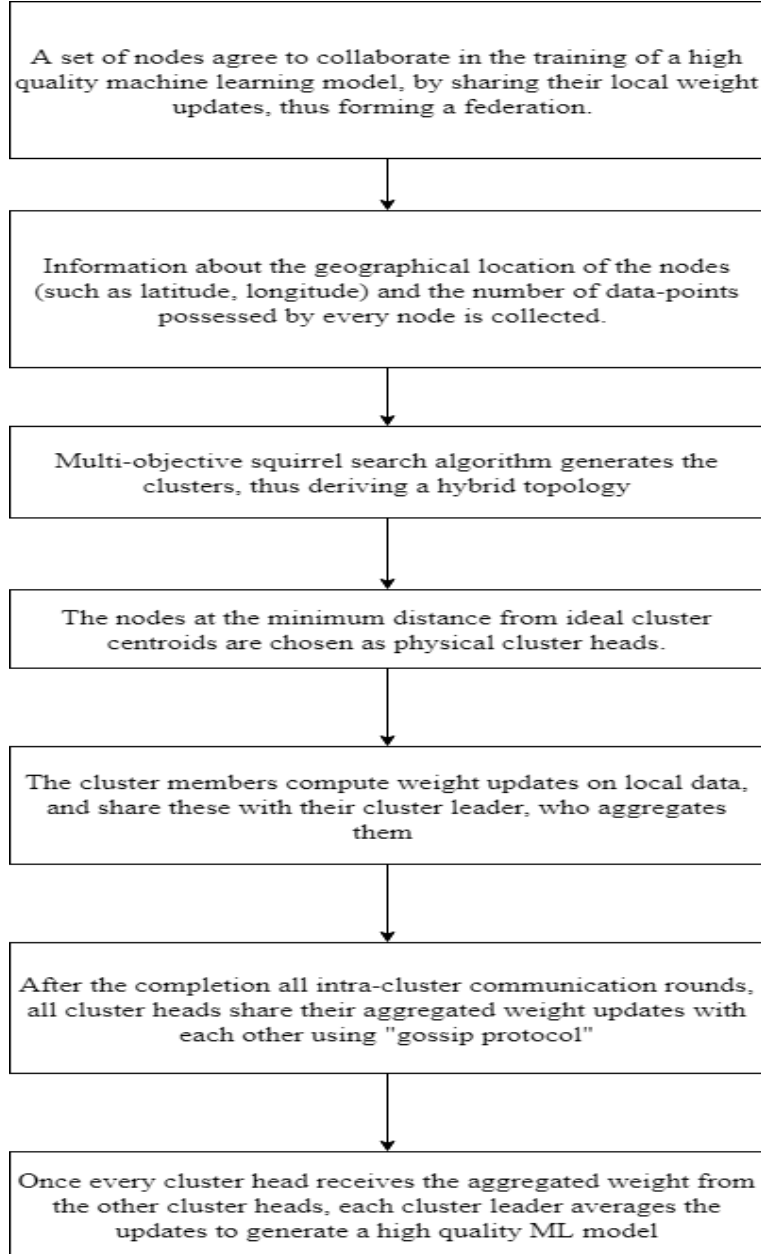 A set of nodes agree to collaborate in the training of a high
quality machine learning model, by sharing their local weight
updates, thus forming a federation.
Information about the geographical location of the nodes
(such as latitude, longitude) and the number of data-points
possessed by every node is collected.
Multi-objective squirrel search algorithm generates the
clusters, thus deriving a hybrid topology
The nodes at the minimum distance from ideal cluster
centroids are chosen as physical cluster heads.
The cluster members compute weight updates on local data,
and share these with their cluster leader, who aggregates
them
After the completion all intra-cluster communication rounds,
all cluster heads share their aggregated weight updates with
each other using "gossip protocol"
Once every cluster head receives the aggregated weight from
the other cluster heads, each cluster leader averages the
updates to generate a high quality ML model